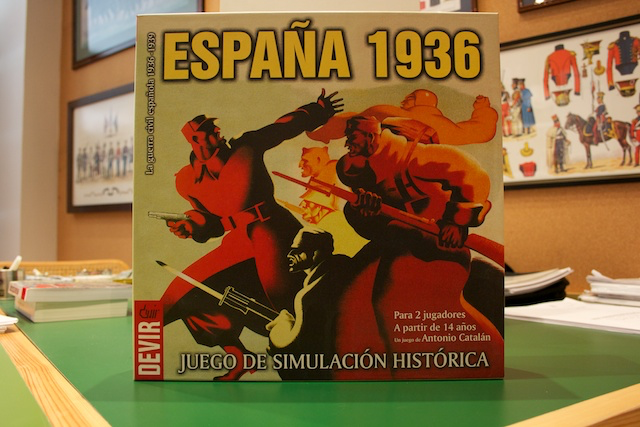 ESPAÑA 1936
La guerra civil española 1936-1939
Para 2 jugadores
A partir de 14 años
Un juego de Antonio Catalán
DEVIR
JUEGO DE SIMULACIÓN HISTÓRICA